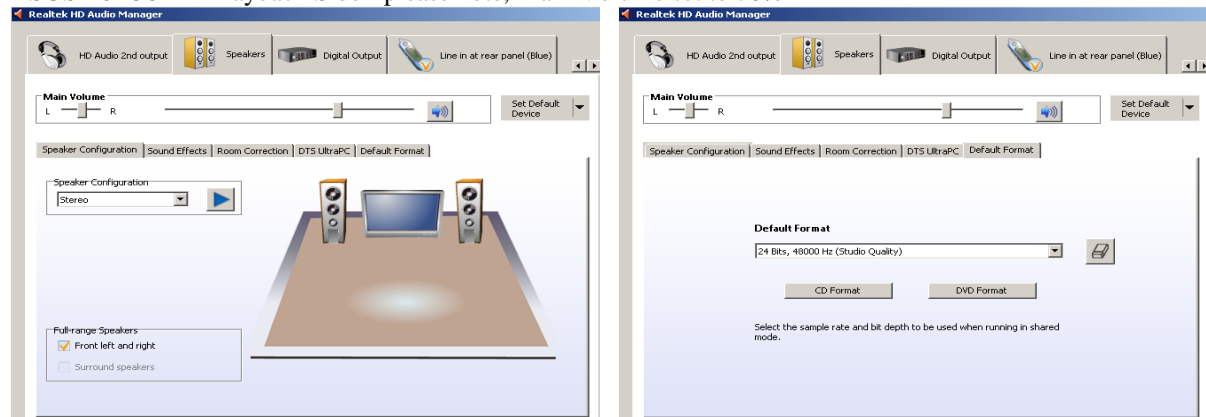 please note,
Realtek HD Audio Manager
HD Audio 2nd output
Speakers
Digital Output
Line in at rear panel (Blue)
Main Volume
L R
Set Default
Device
Speaker Configuration Sound Effects Room Correction DTS UltraPC Default Format
Speaker Configuration
Stereo
Full-range Speakers
Front left and right
Surround speakers
Realtek HD Audio Manager
HD Audio 2nd output
Speakers
Digital Output
Line in at rear panel (Blue)
Main Volume
L R
Set Default
Device
Speaker Configuration Sound Effects Room Correction DTS UltraPC Default Format
Default Format
24 Bits, 48000 Hz (Studio Quality)
CD Format
DVD Format
Select the sample rate and bit depth to be used when running in shared
mode.